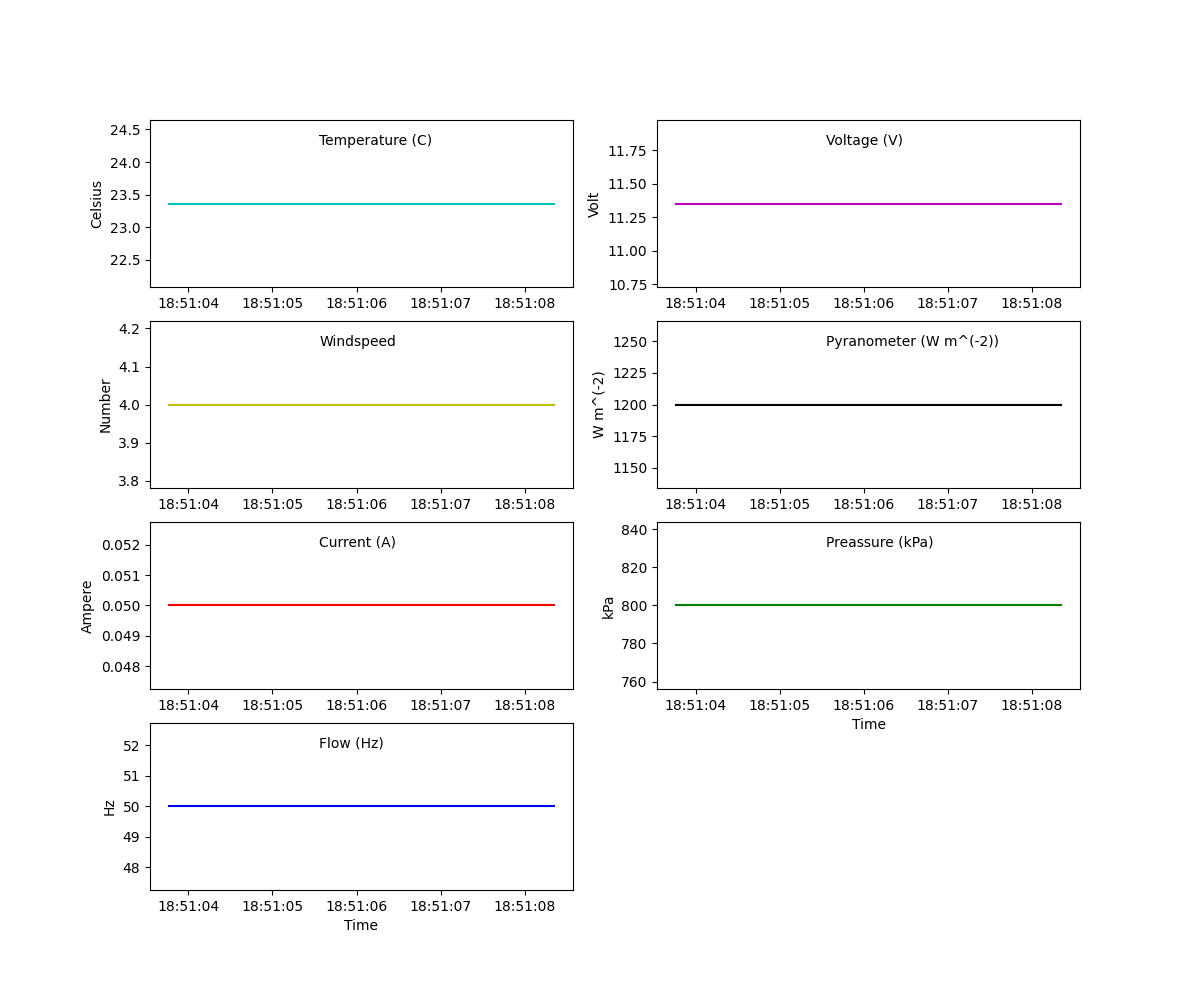 Temperature (C)
Celsius
24.5
24.0
23.5
23.0
22.5
18:51:04 18:51:05 18:51:06 18:51:07 18:51:08
Voltage (V)
Volt
11.75
11.50
11.25
11.00
10.75
18:51:04 18:51:05 18:51:06 18:51:07 18:51:08
Windspeed
Number
4.2
4.1
4.0
3.9
3.8
18:51:04 18:51:05 18:51:06 18:51:07 18:51:08
Pyranometer (W m^(-2))
W m^(-2)
1250
1225
1200
1175
1150
18:51:04 18:51:05 18:51:06 18:51:07 18:51:08
Current (A)
Ampere
0.052
0.051
0.050
0.049
0.048
18:51:04 18:51:05 18:51:06 18:51:07 18:51:08
Preassure (kPa)
kPa
840
820
800
780
760
18:51:04 18:51:05 18:51:06 18:51:07 18:51:08
Time
Flow (Hz)
Hz
52
51
50
49
48
18:51:04 18:51:05 18:51:06 18:51:07 18:51:08
Time